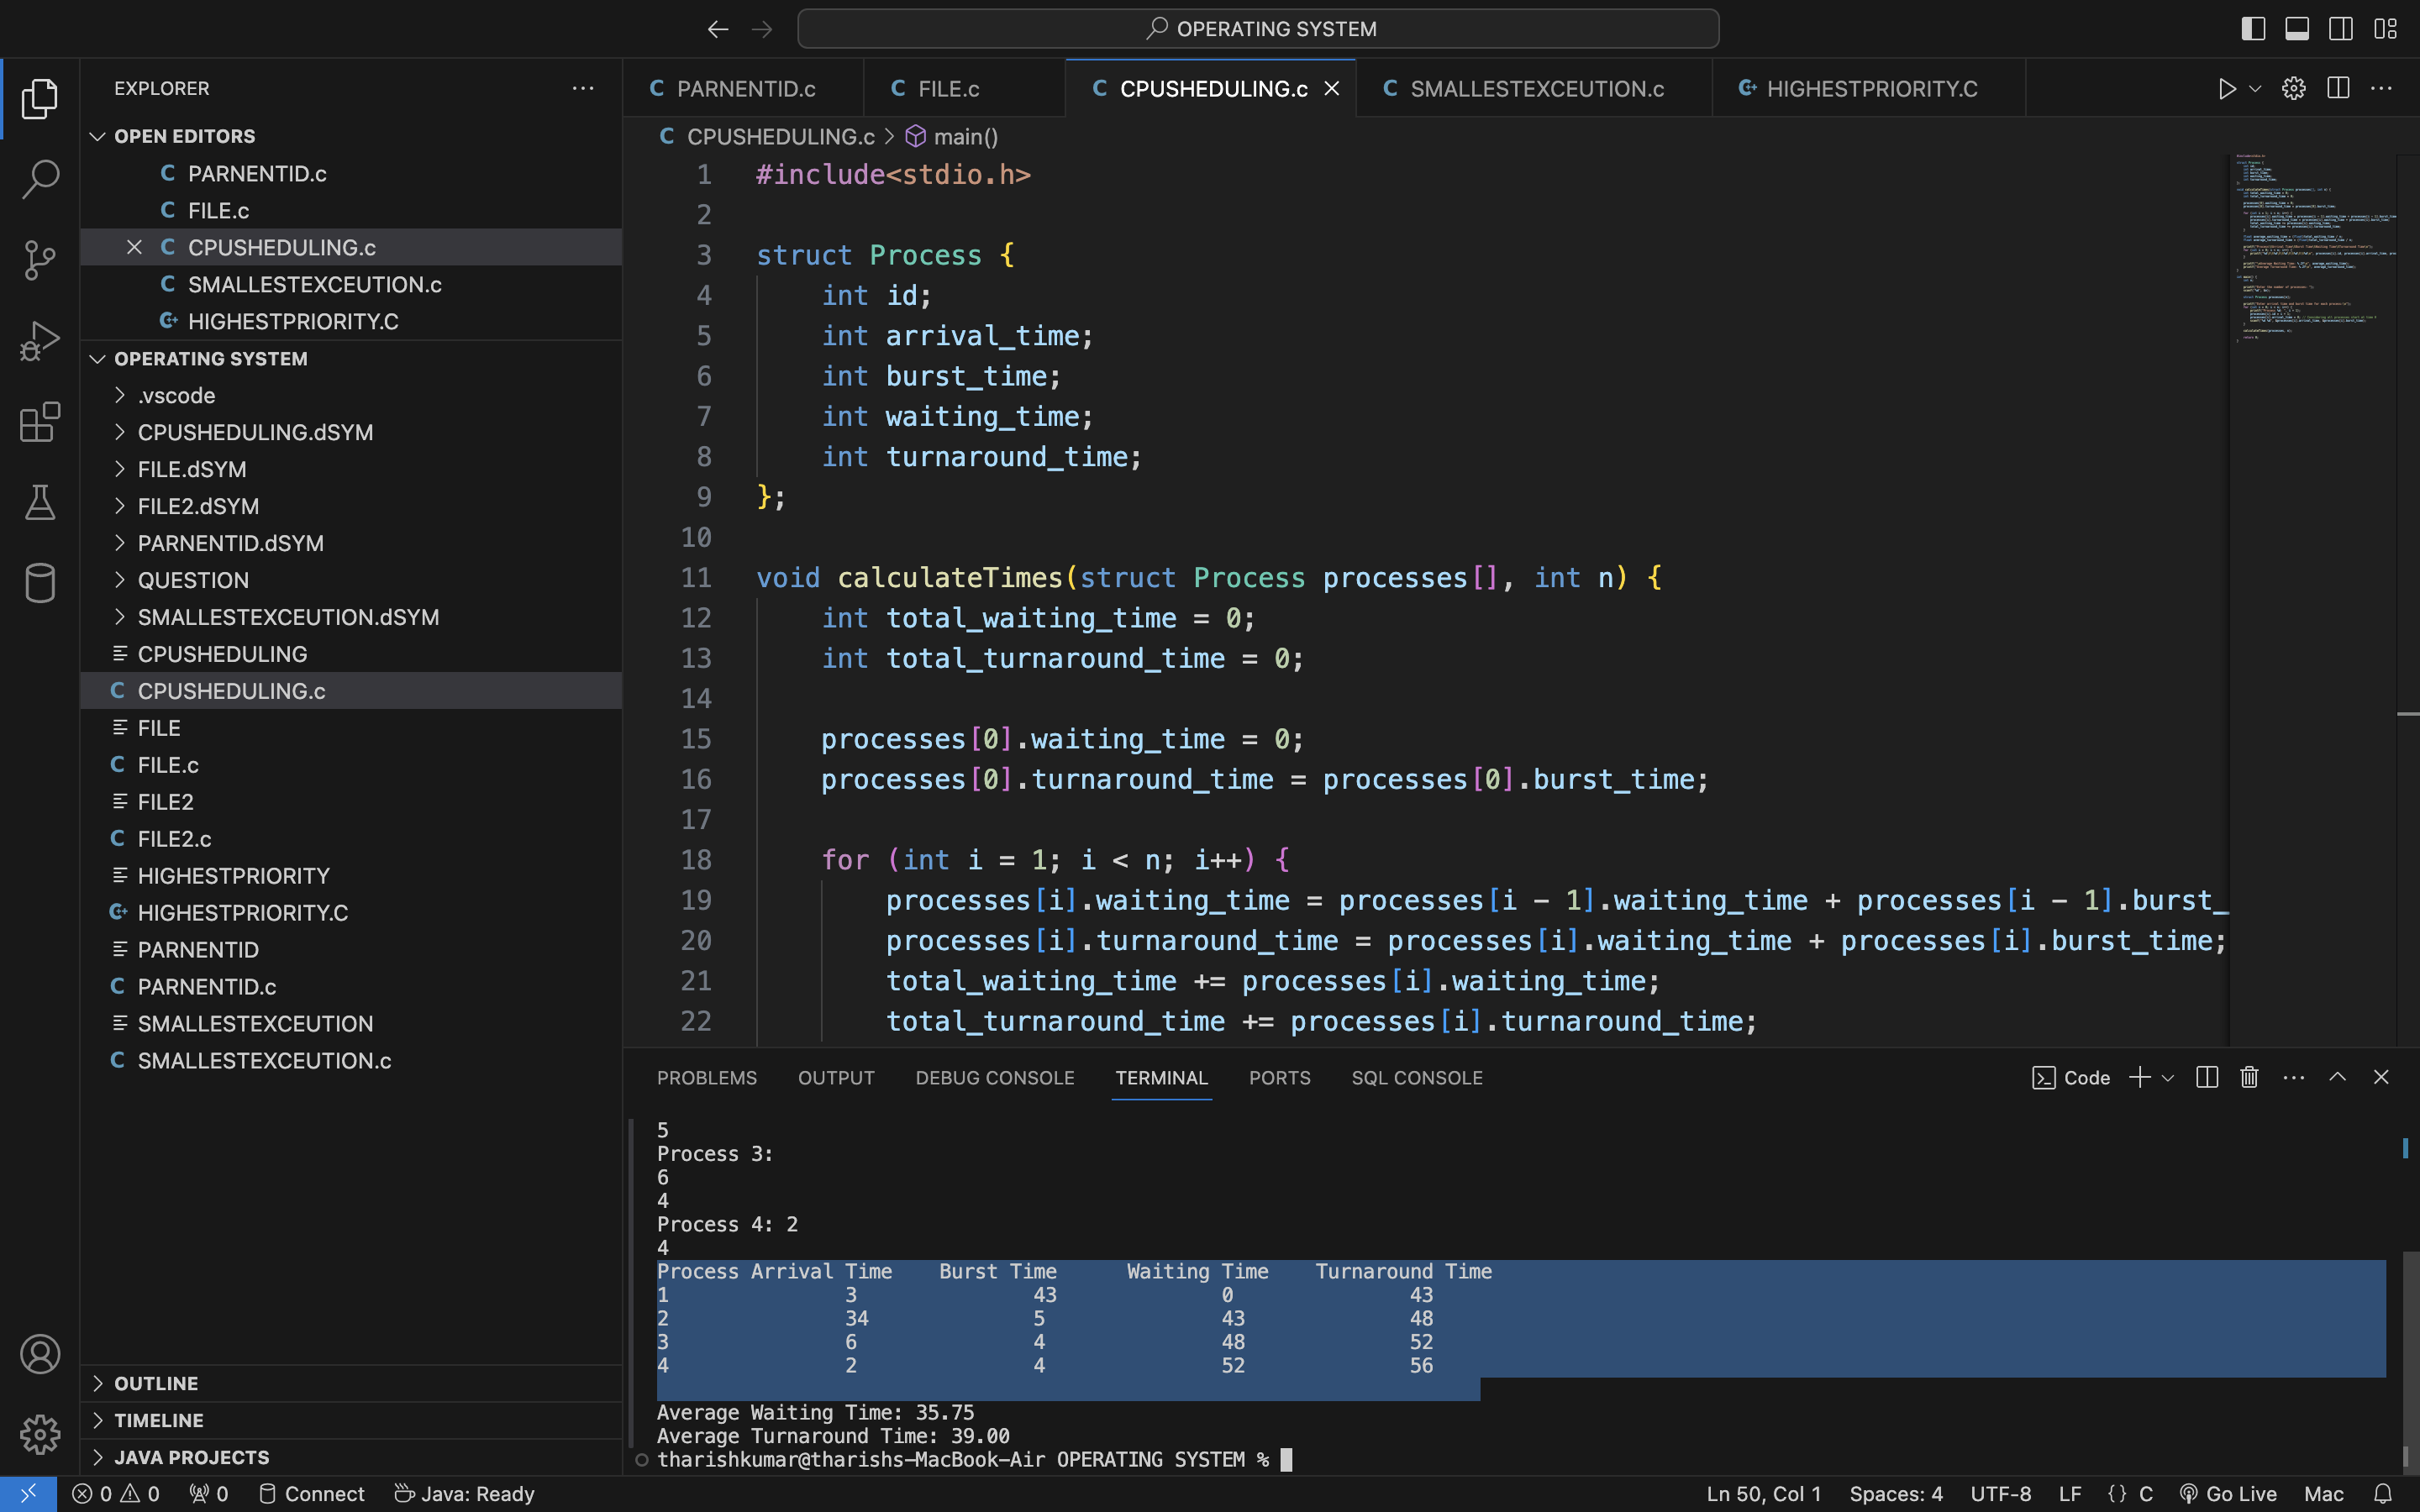 OPERATING SYSTEM
EXPLORER
OPEN EDITORS
C PARNENTID.c
C FILE.c
C CPUSHEDULING.c
C SMALLESTEXCEUTION.c
HIGHESTPRIORITY.C
OPERATING SYSTEM
.vscode
CPUSHEDULING.dSYM
FILE.dSYM
FILE2.dSYM
PARNENTID.dSYM
QUESTION
SMALLESTEXCEUTION.dSYM
CPUSHEDULING
C CPUSHEDULING.c
FILE
C FILE.c
FILE2
C FILE2.c
HIGHESTPRIORITY
HIGHESTPRIORITY.C
PARNENTID
C PARNENTID.c
SMALLESTEXCEUTION
C SMALLESTEXCEUTION.c
OUTLINE
TIMELINE
JAVA PROJECTS
C PARNENTID.c C FILE.c C CPUSHEDULING.c C SMALLESTEXCEUTION.c HIGHESTPRIORITY.C
C CPUSHEDULING.c > main()
1 #include<stdio.h>
2
3 struct Process {
4 int id;
5 int arrival_time;
6 int burst_time;
7 int waiting_time;
8 int turnaround_time;
9 };
10
11 void calculateTimes(struct Process processes[], int n) {
12 int total_waiting_time = 0;
13 int total_turnaround_time = 0;
14
15 processes[0].waiting_time = 0;
16 processes[0].turnaround_time = processes[0].burst_time;
17
18 for (int i = 1; i < n; i++) {
19 processes[i].waiting_time = processes[i - 1].waiting_time + processes[i - 1].burst_
20 processes[i].turnaround_time = processes[i].waiting_time + processes[i].burst_time;
21 total_waiting_time += processes[i].waiting_time;
22 total_turnaround_time += processes[i].turnaround_time;
PROBLEMS OUTPUT DEBUG CONSOLE TERMINAL PORTS SQL CONSOLE Code
5
Process 3:
6
4
Process 4: 2
4
Process Arrival Time Burst Time Waiting Time Turnaround Time
1 3 43 0 43
2 34 5 43 48
3 6 4 48 52
4 2 4 52 56
Average Waiting Time: 35.75
Average Turnaround Time: 39.00
tharishkumar@tharishs-MacBook-Air OPERATING SYSTEM %
0 0 0 Connect Java: Ready Ln 50, Col 1 Spaces: 4 UTF-8 LF {} C Go Live Mac